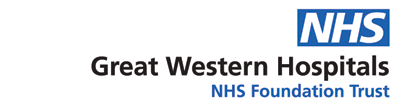 NHS
Great Western Hospitals
NHS Foundation Trust